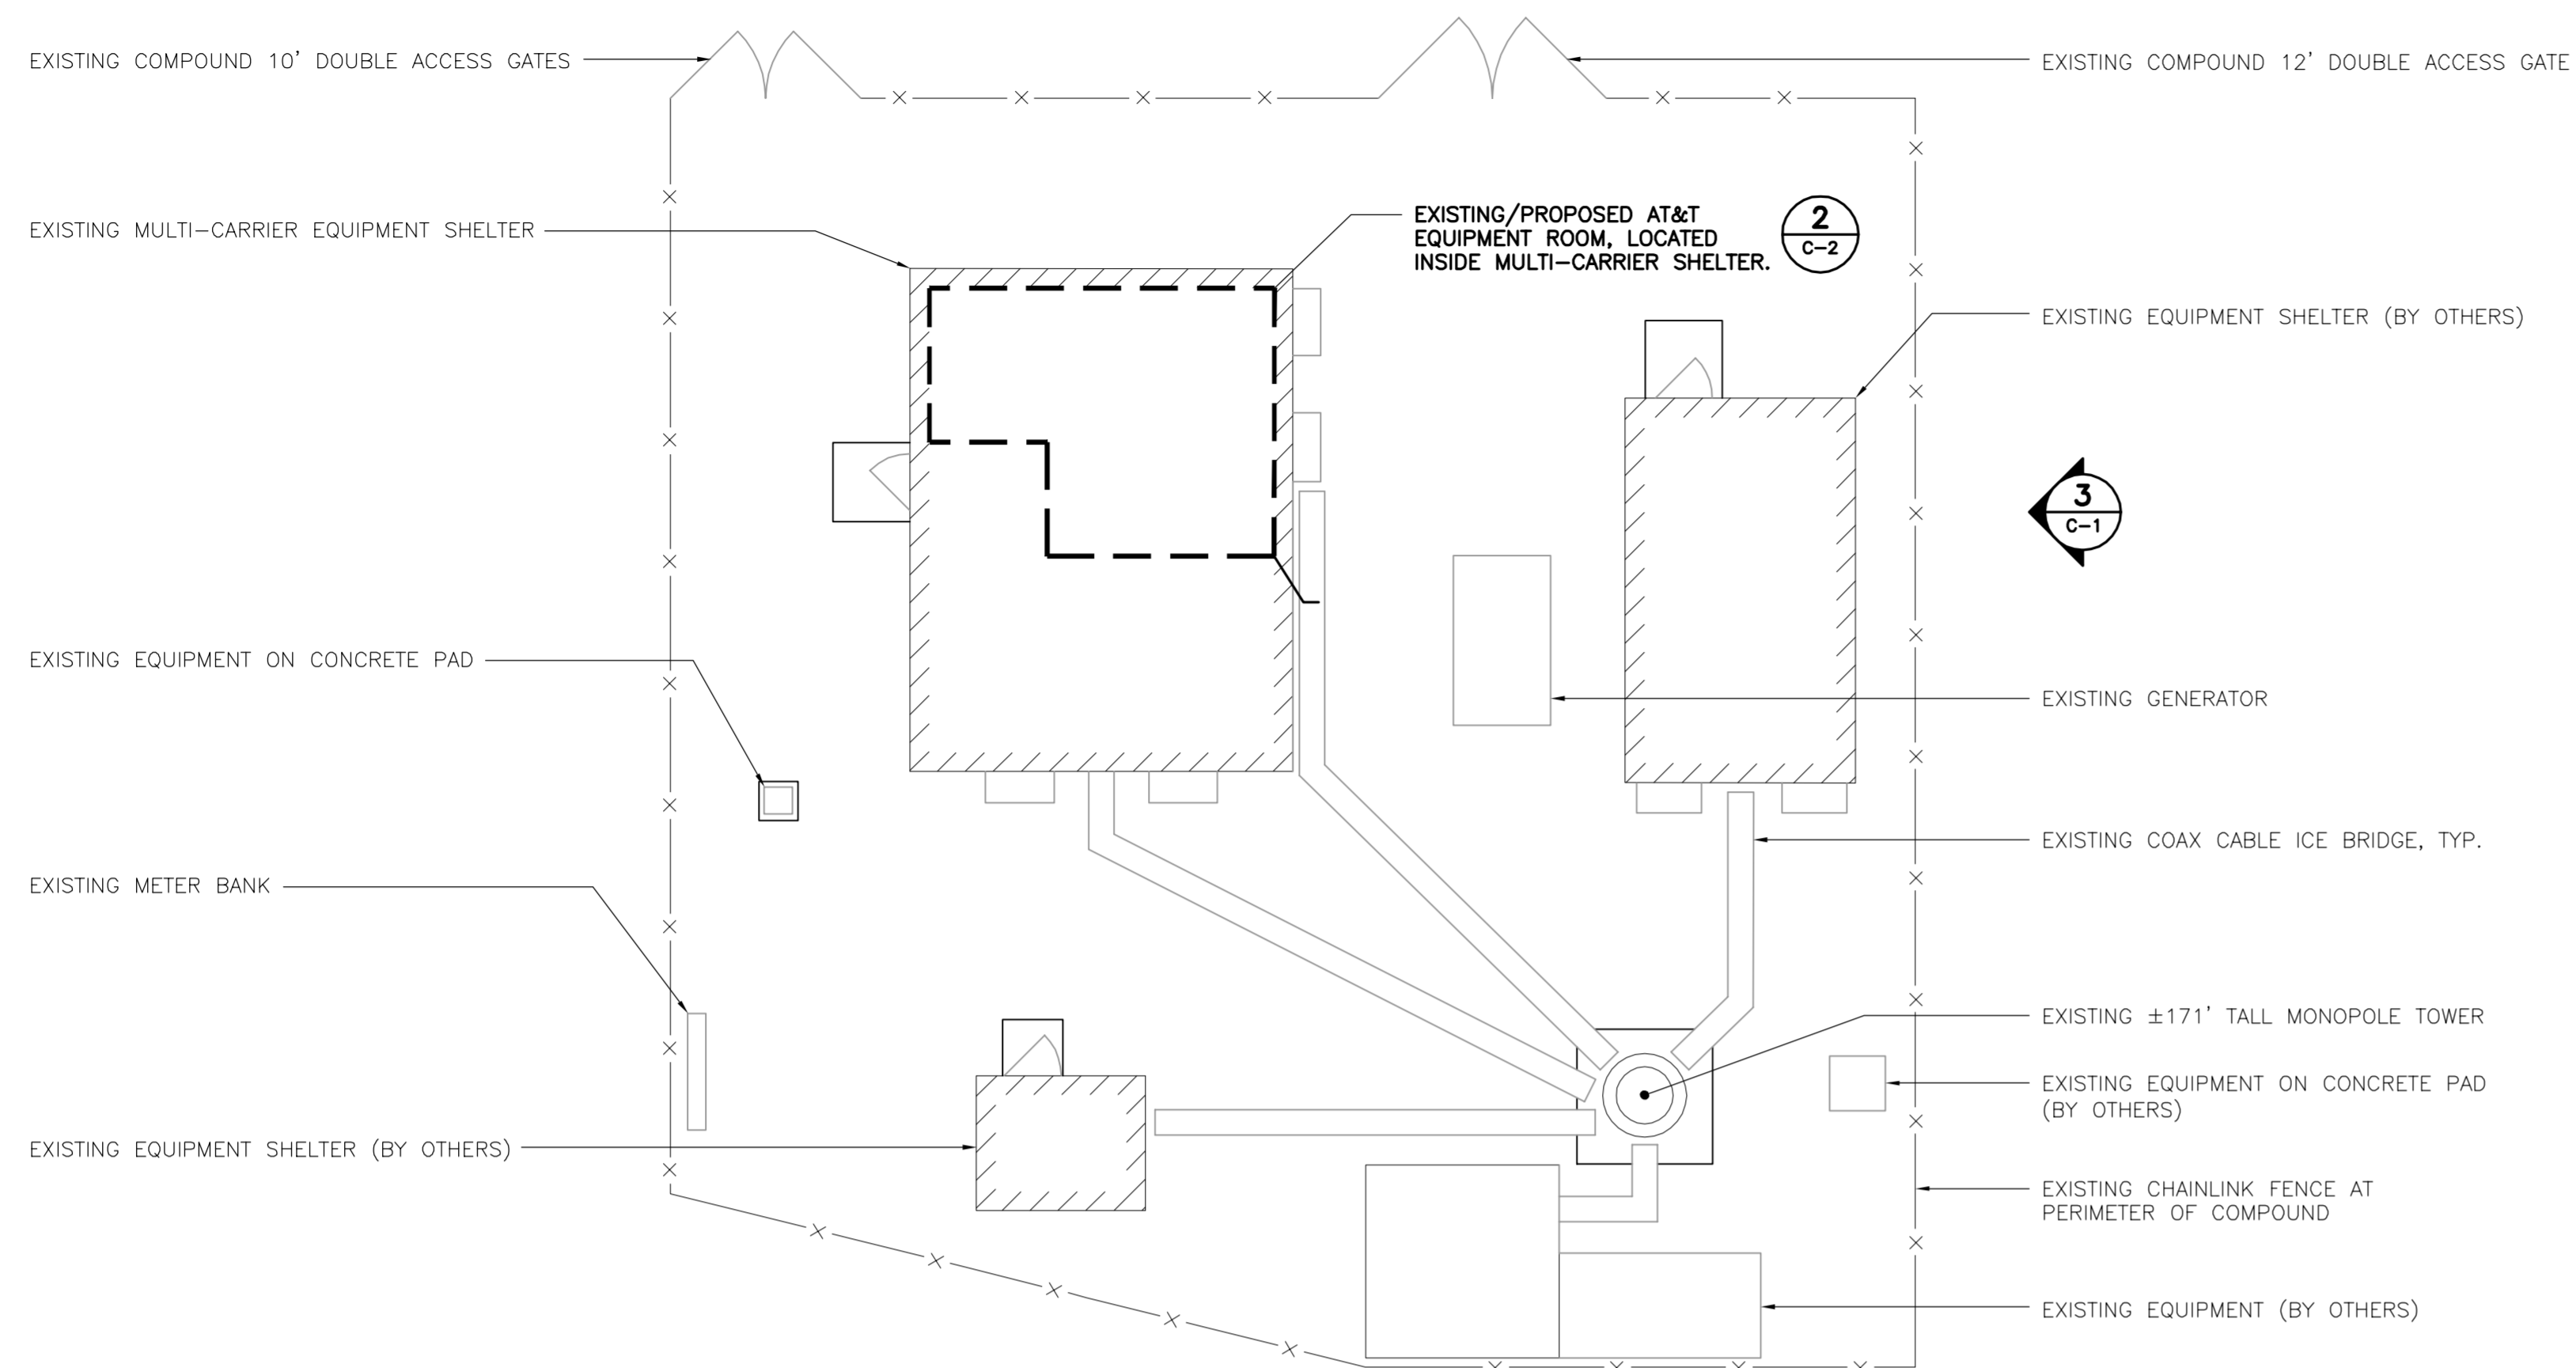 EXISTING COMPOUND 10' DOUBLE ACCESS GATES
EXISTING COMPOUND 12' DOUBLE ACCESS GATE
EXISTING MULTI-CARRIER EQUIPMENT SHELTER
EXISTING/PROPOSED AT&T
EQUIPMENT ROOM, LOCATED
INSIDE MULTI-CARRIER SHELTER.
2
C-2
EXISTING EQUIPMENT SHELTER (BY OTHERS)
3
C-1
EXISTING EQUIPMENT ON CONCRETE PAD
EXISTING GENERATOR
EXISTING COAX CABLE ICE BRIDGE, TYP.
EXISTING METER BANK
EXISTING ±171' TALL MONOPOLE TOWER
EXISTING EQUIPMENT ON CONCRETE PAD
(BY OTHERS)
EXISTING EQUIPMENT SHELTER (BY OTHERS)
EXISTING CHAINLINK FENCE AT
PERIMETER OF COMPOUND
EXISTING EQUIPMENT (BY OTHERS)